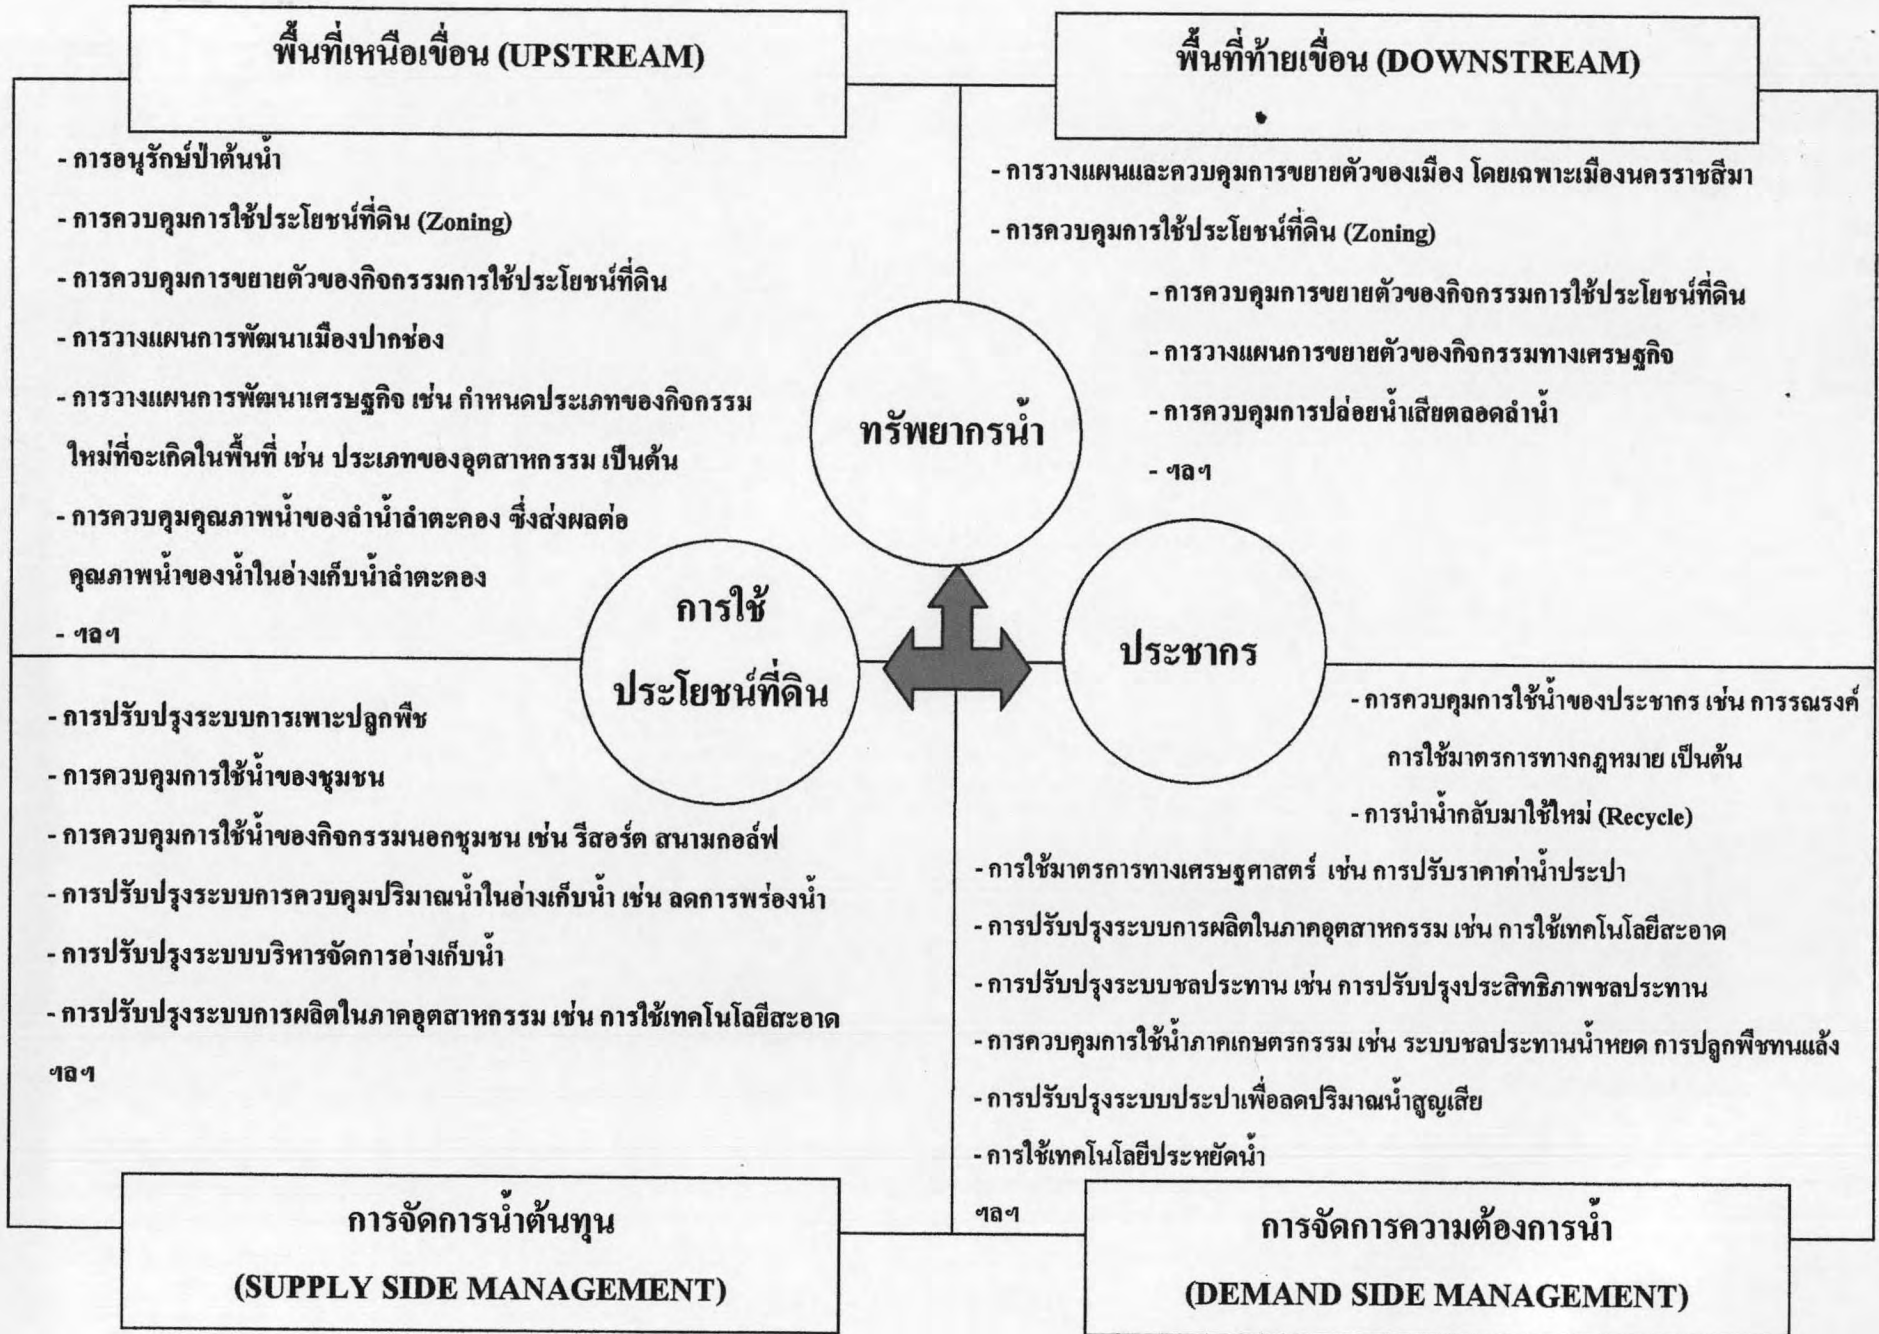 พื้นที่เหนือเขื่อน (UPSTREAM)
- การอนุรักษ์ป่าต้นน้ำ
- การควบคุมการใช้ประโยชน์ที่ดิน (Zoning)
- การควบคุมการขยายตัวของกิจกรรมการใช้ประโยชน์ที่ดิน
- การวางแผนการพัฒนาเมืองปากช่อง
- การวางแผนการพัฒนาเศรษฐกิจ เช่น กำหนดประเภทของกิจกรรม
ใหม่ที่จะเกิดในพื้นที่ เช่น ประเภทของอุตสาหกรรม เป็นต้น
- การควบคุมคุณภาพน้ำของลำน้ำลำตะคอง ซึ่งส่งผลต่อ
คุณภาพน้ำของน้ำในอ่างเก็บน้ำลำตะคอง
- ฯลฯ
พื้นที่ท้ายเขื่อน (DOWNSTREAM)
- การวางแผนและควบคุมการขยายตัวของเมือง โดยเฉพาะเมืองนครราชสีมา
- การควบคุมการใช้ประโยชน์ที่ดิน (Zoning)
- การควบคุมการขยายตัวของกิจกรรมการใช้ประโยชน์ที่ดิน
- การวางแผนการขยายตัวของกิจกรรมทางเศรษฐกิจ
- การควบคุมการปล่อยน้ำเสียตลอดลำน้ำ
- ฯลฯ
ทรัพยากรน้ำ
การใช้
ประโยชน์ที่ดิน
ประชากร
- การปรับปรุงระบบการเพาะปลูกพืช
- การควบคุมการใช้น้ำของชุมชน
- การควบคุมการใช้น้ำของกิจกรรมนอกชุมชน เช่น รีสอร์ต สนามกอล์ฟ
- การปรับปรุงระบบการควบคุมปริมาณน้ำในอ่างเก็บน้ำ เช่น ลดการพร่องน้ำ
- การปรับปรุงระบบบริหารจัดการอ่างเก็บน้ำ
- การปรับปรุงระบบการผลิตในภาคอุตสาหกรรม เช่น การใช้เทคโนโลยีสะอาด
ฯลฯ
การจัดการน้ำต้นทุน
(SUPPLY SIDE MANAGEMENT)
- การควบคุมการใช้น้ำของประชากร เช่น การรณรงค์
การใช้มาตรการทางกฎหมาย เป็นต้น
- การนำน้ำกลับมาใช้ใหม่ (Recycle)
- การใช้มาตรการทางเศรษฐศาสตร์ เช่น การปรับราคาค่าน้ำประปา
- การปรับปรุงระบบการผลิตในภาคอุตสาหกรรม เช่น การใช้เทคโนโลยีสะอาด
- การปรับปรุงระบบชลประทาน เช่น การปรับปรุงประสิทธิภาพชลประทาน
- การควบคุมการใช้น้ำภาคเกษตรกรรม เช่น ระบบชลประทานน้ำหยด การปลูกพืชทนแล้ง
- การปรับปรุงระบบประปาเพื่อลดปริมาณน้ำสูญเสีย
- การใช้เทคโนโลยีประหยัดน้ำ
ฯลฯ
การจัดการความต้องการน้ำ
(DEMAND SIDE MANAGEMENT)